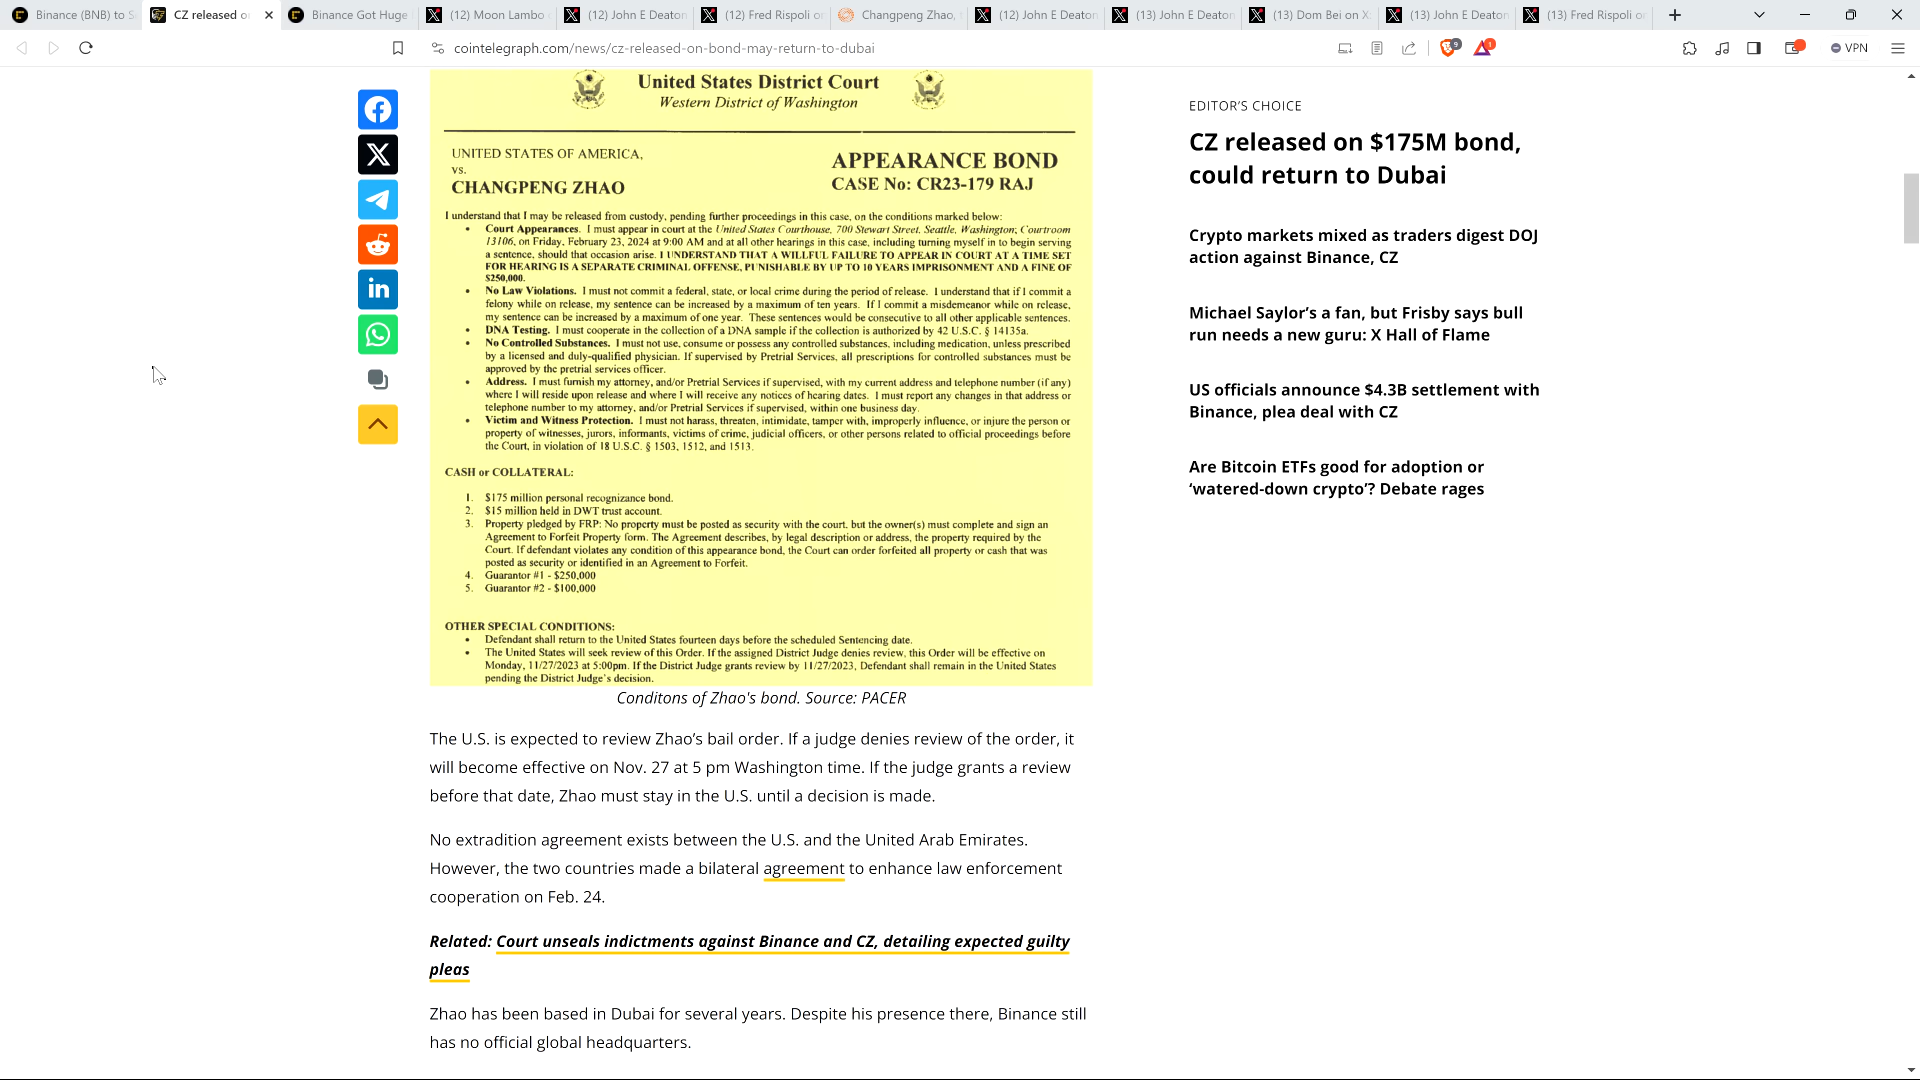 Binance (BNB) to S
CZ released o
Binance Got Huge
(12) Moon Lambo
(12) John E Deaton
(12) Fred Rispoli o
Changpeng Zhao,
(12) John E Deaton
(13) John E Deaton
(13) Dom Bei on X
(13) John E Deaton
(13) Fred Rispoli o
cointelegraph.com/news/cz-released-on-bond-may-return-to-dubai
9
1
VPN
United States District Court
Western District of Washington
UNITED STATES OF AMERICA,
vs.
CHANGPENG ZHAO
APPEARANCE BOND
CASE No: CR23-179 RAJ
I understand that I may be released from custody, pending further proceedings in this case, on the conditions marked below:
• Court Appearances. I must appear in court at the United States Courthouse, 700 Stewart Street, Seattle, Washington; Courtroom
13106, on Friday, February 23, 2024 at 9:00 AM and at all other hearings in this case, including turning myself in to begin serving
a sentence, should that occasion arise. I UNDERSTAND THAT A WILLFUL FAILURE TO APPEAR IN COURT AT A TIME SET
FOR HEARING IS A SEPARATE CRIMINAL OFFENSE, PUNISHABLE BY UP TO 10 YEARS IMPRISONMENT AND A FINE OF
$250,000.
• No Law Violations. I must not commit a federal, state, or local crime during the period of release. I understand that if I commit a
felony while on release, my sentence can be increased by a maximum of ten years. If I commit a misdemeanor while on release,
my sentence can be increased by a maximum of one year. These sentences would be consecutive to all other applicable sentences.
• DNA Testing. I must cooperate in the collection of a DNA sample if the collection is authorized by 42 U.S.C. § 14135a.
• No Controlled Substances. I must not use, consume or possess any controlled substances, including medication, unless prescribed
by a licensed and duly-qualified physician. If supervised by Pretrial Services, all prescriptions for controlled substances must be
approved by the pretrial services officer.
• Address. I must furnish my attorney, and/or Pretrial Services if supervised, with my current address and telephone number (if any)
where I will reside upon release and where I will receive any notices of hearing dates. I must report any changes in that address or
telephone number to my attorney, and/or Pretrial Services if supervised, within one business day.
• Victim and Witness Protection. I must not harass, threaten, intimidate, tamper with, improperly influence, or injure the person or
property of witnesses, jurors, informants, victims of crime, judicial officers, or other persons related to official proceedings before
the Court, in violation of 18 U.S.C. § 1503, 1512, and 1513.
CASH or COLLATERAL:
1. $175 million personal recognizance bond.
2. $15 million held in DWT trust account.
3. Property pledged by FRP: No property must be posted as security with the court, but the owner(s) must complete and sign an
Agreement to Forfeit Property form. The Agreement describes, by legal description or address, the property required by the
Court. If defendant violates any condition of this appearance bond, the Court can order forfeited all property or cash that was
posted as security or identified in an Agreement to Forfeit.
4. Guarantor #1 - $250,000
5. Guarantor #2 - $100,000
OTHER SPECIAL CONDITIONS:
• Defendant shall return to the United States fourteen days before the scheduled Sentencing date.
• The United States will seek review of this Order. If the assigned District Judge denies review, this Order will be effective on
Monday, 11/27/2023 at 5:00pm. If the District Judge grants review by 11/27/2023, Defendant shall remain in the United States
pending the District Judge's decision.
Conditons of Zhao's bond. Source: PACER
The U.S. is expected to review Zhao's bail order. If a judge denies review of the order, it
will become effective on Nov. 27 at 5 pm Washington time. If the judge grants a review
before that date, Zhao must stay in the U.S. until a decision is made.
No extradition agreement exists between the U.S. and the United Arab Emirates.
However, the two countries made a bilateral agreement to enhance law enforcement
cooperation on Feb. 24.
Related: Court unseals indictments against Binance and CZ, detailing expected guilty
pleas
Zhao has been based in Dubai for several years. Despite his presence there, Binance still
has no official global headquarters.
EDITOR'S CHOICE
CZ released on $175M bond,
could return to Dubai
Crypto markets mixed as traders digest DOJ
action against Binance, CZ
Michael Saylor's a fan, but Frisby says bull
run needs a new guru: X Hall of Flame
US officials announce $4.3B settlement with
Binance, plea deal with CZ
Are Bitcoin ETFs good for adoption or
‘watered-down crypto’? Debate rages